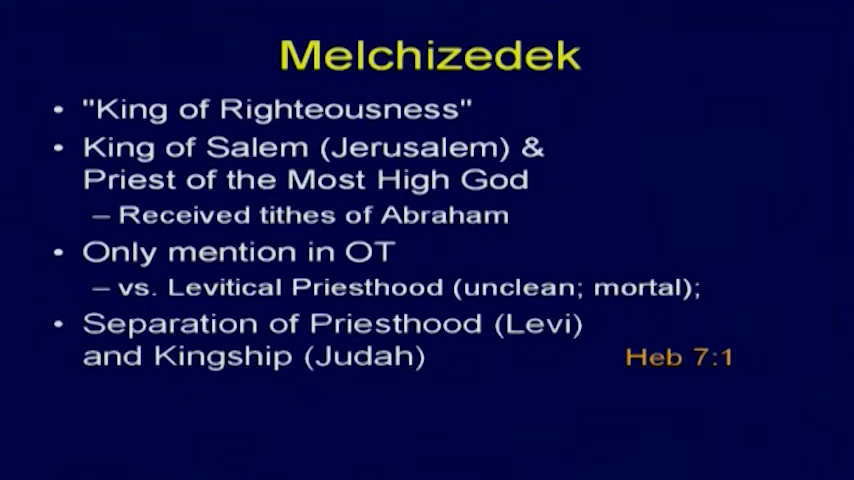 Melchizedek
• "King of Righteousness"
• King of Salem (Jerusalem) &
Priest of the Most High God
– Received tithes of Abraham
• Only mention in OT
– vs. Levitical Priesthood (unclean; mortal);
• Separation of Priesthood (Levi)
and Kingship (Judah)
Heb 7:1